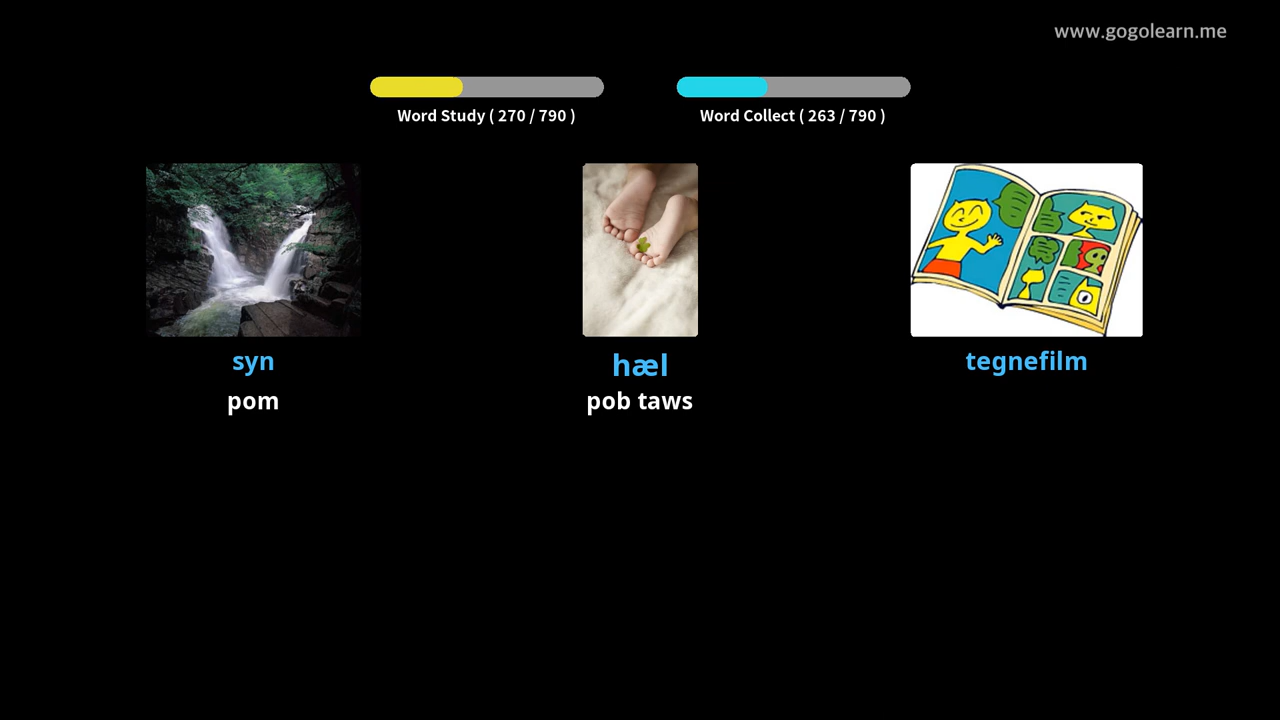 www.gogolearn.me
Word Study ( 270 / 790 )
Word Collect ( 263 / 790 )
syn
hæl
tegnefilm
pom
pob taws